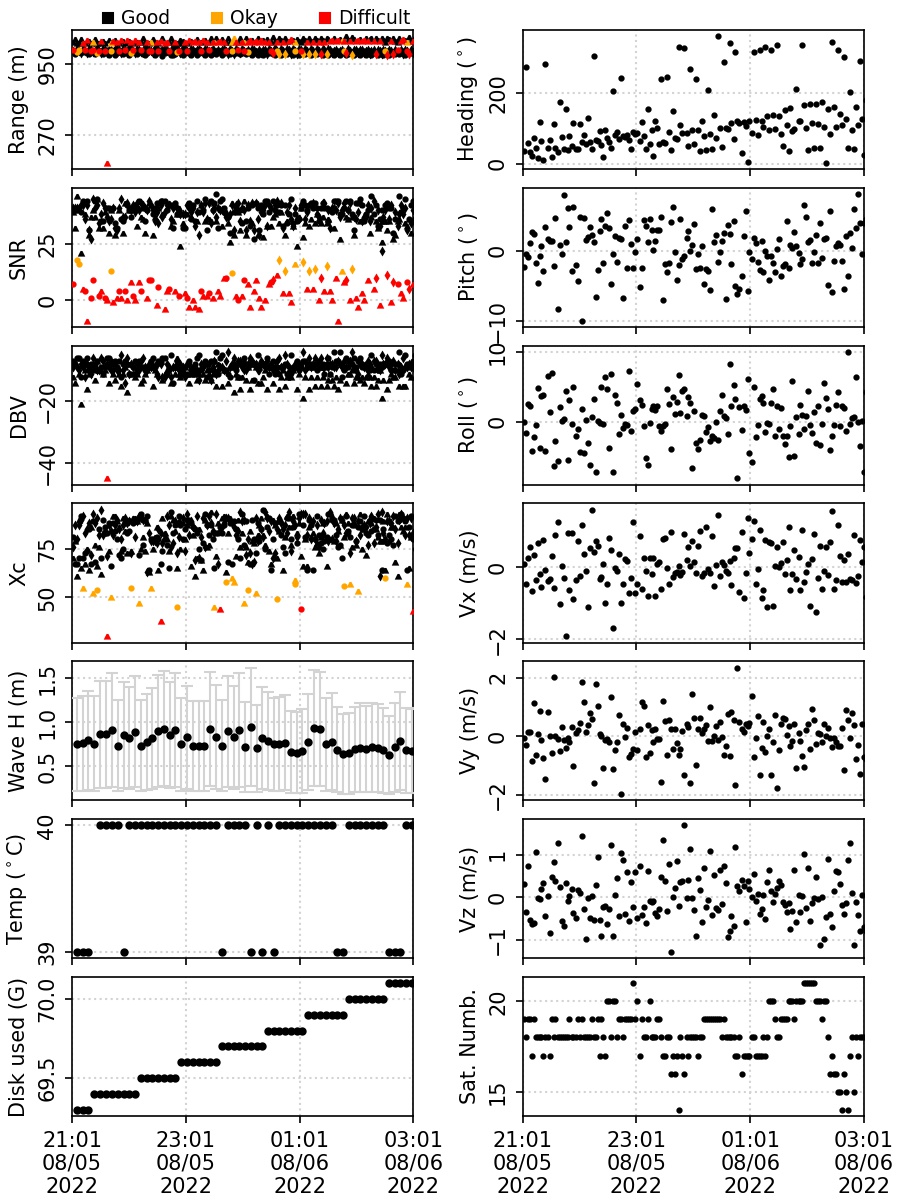 Good Okay Difficult
Range (m)
950
270
Heading (°)
200
0
SNR
25
0
Pitch (°)
0
−10
DBV
−20
−40
Roll (°)
10
0
Xc
75
50
Vx (m/s)
0
−2
Wave H (m)
1.5
1.0
0.5
Vy (m/s)
2
0
−2
Temp (°C)
40
39
Vz (m/s)
1
0
−1
Disk used (G)
70.0
69.5
Sat. Numb.
20
15
21:01 23:01 01:01 03:01 21:01 23:01 01:01 03:01
08/05 08/05 08/06 08/06 08/05 08/05 08/06 08/06
2022 2022 2022 2022 2022 2022 2022 2022